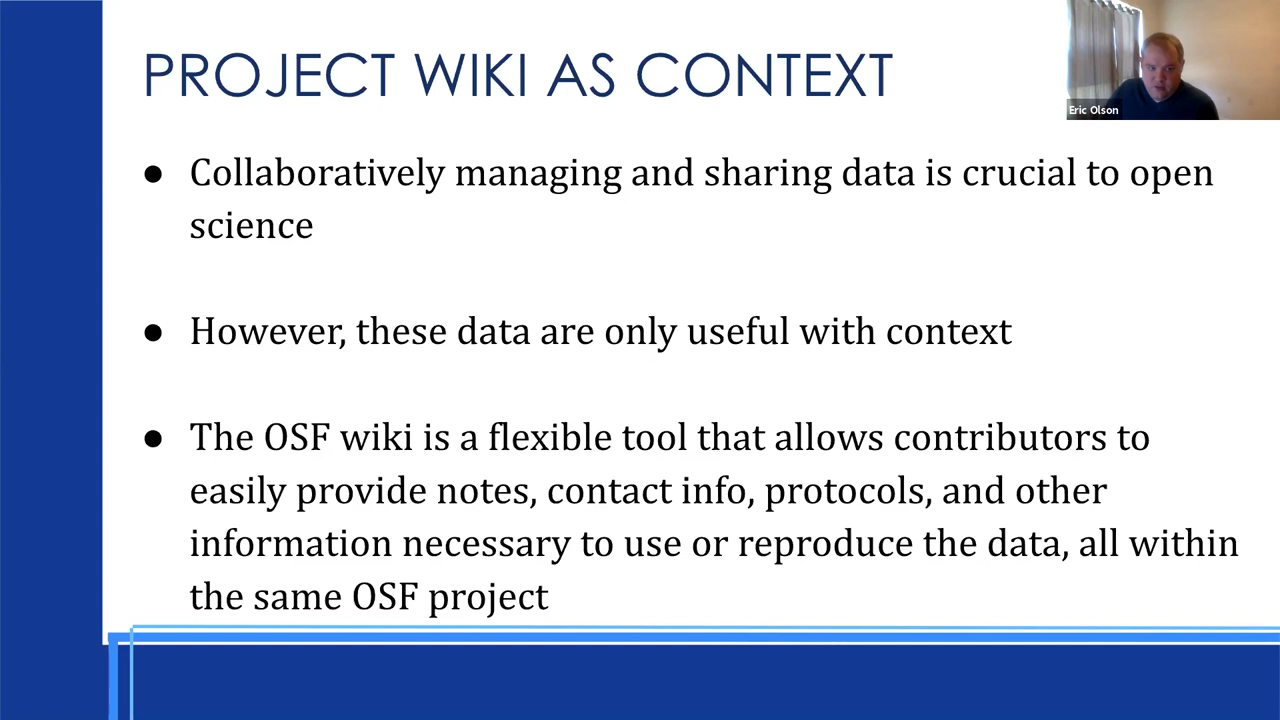 PROJECT WIKI AS CONTEXT
Eric Olson
● Collaboratively managing and sharing data is crucial to open
science
● However, these data are only useful with context
● The OSF wiki is a flexible tool that allows contributors to
easily provide notes, contact info, protocols, and other
information necessary to use or reproduce the data, all within
the same OSF project